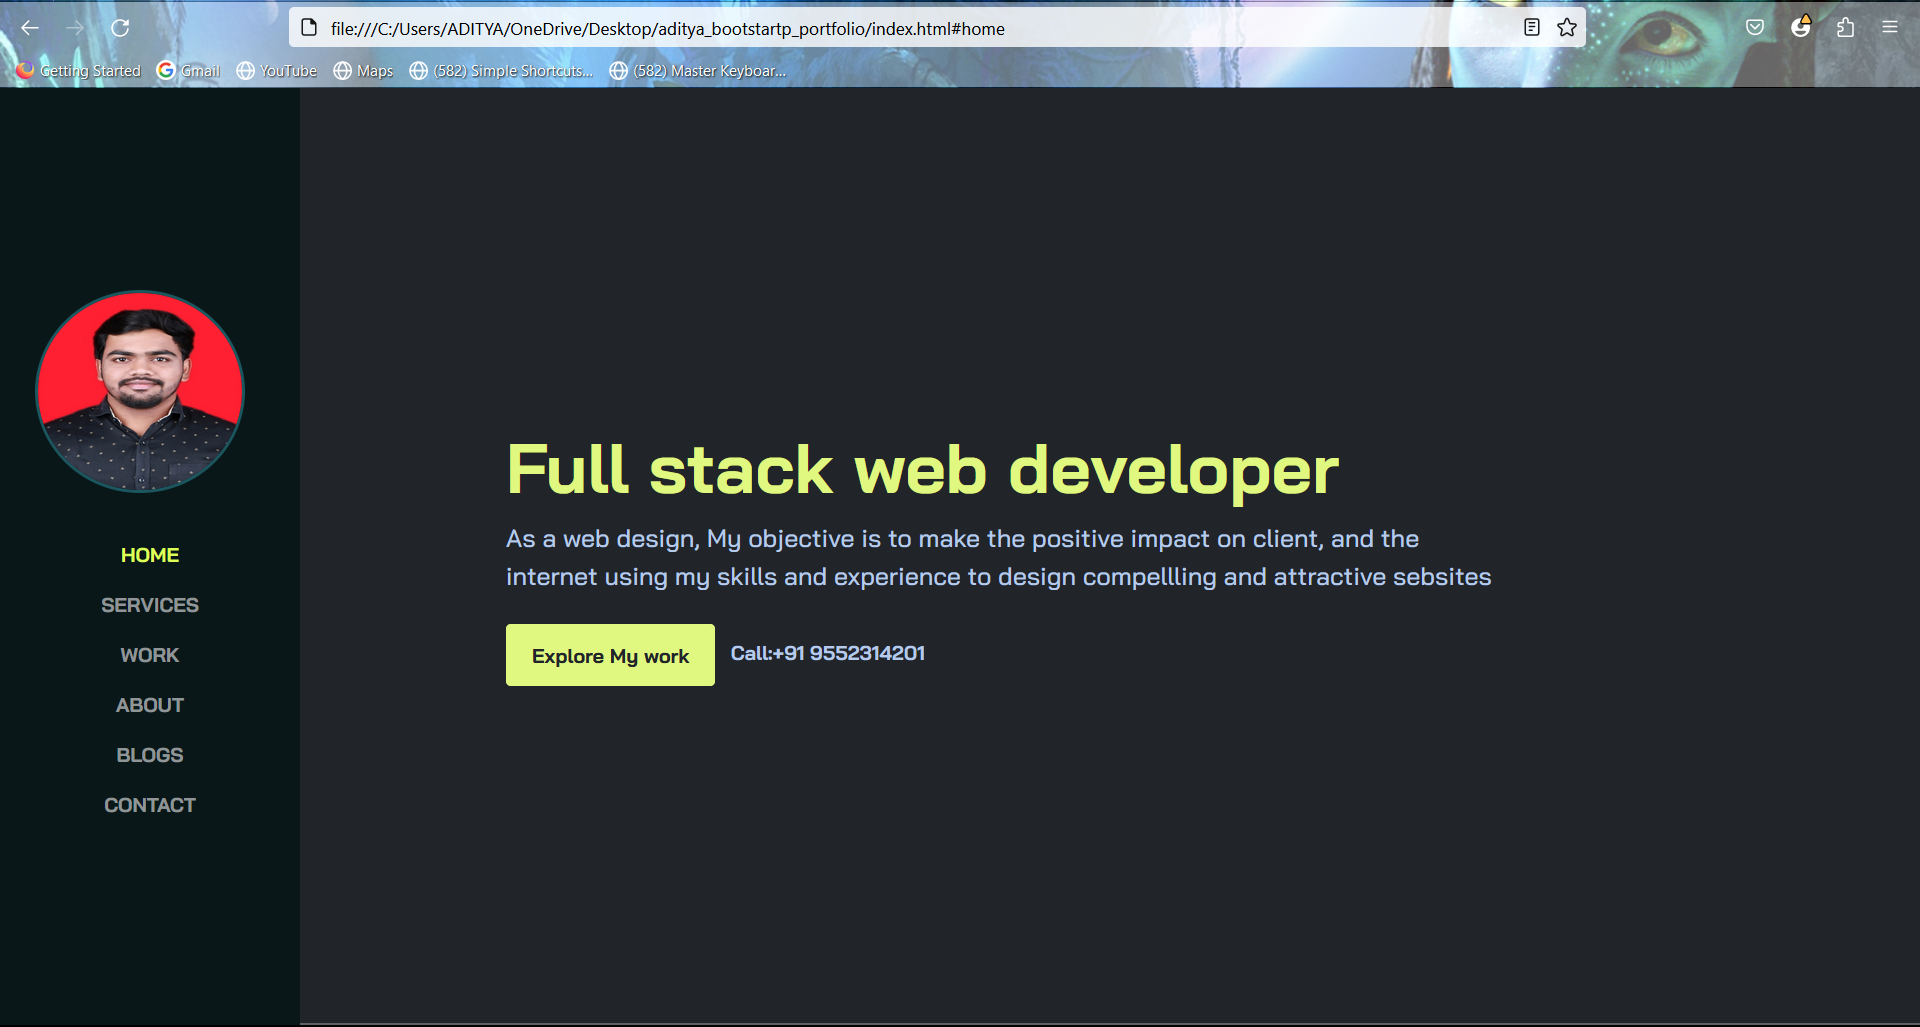 file:///C:/Users/ADITYA/OneDrive/Desktop/aditya_bootstartp_portfolio/index.html#home
Getting Started Gmail YouTube Maps (582) Simple Shortcuts... (582) Master Keyboar...
HOME
SERVICES
WORK
ABOUT
BLOGS
CONTACT
Full stack web developer
As a web design, My objective is to make the positive impact on client, and the
internet using my skills and experience to design compellling and attractive sebsites
Explore My work Call:+91 9552314201